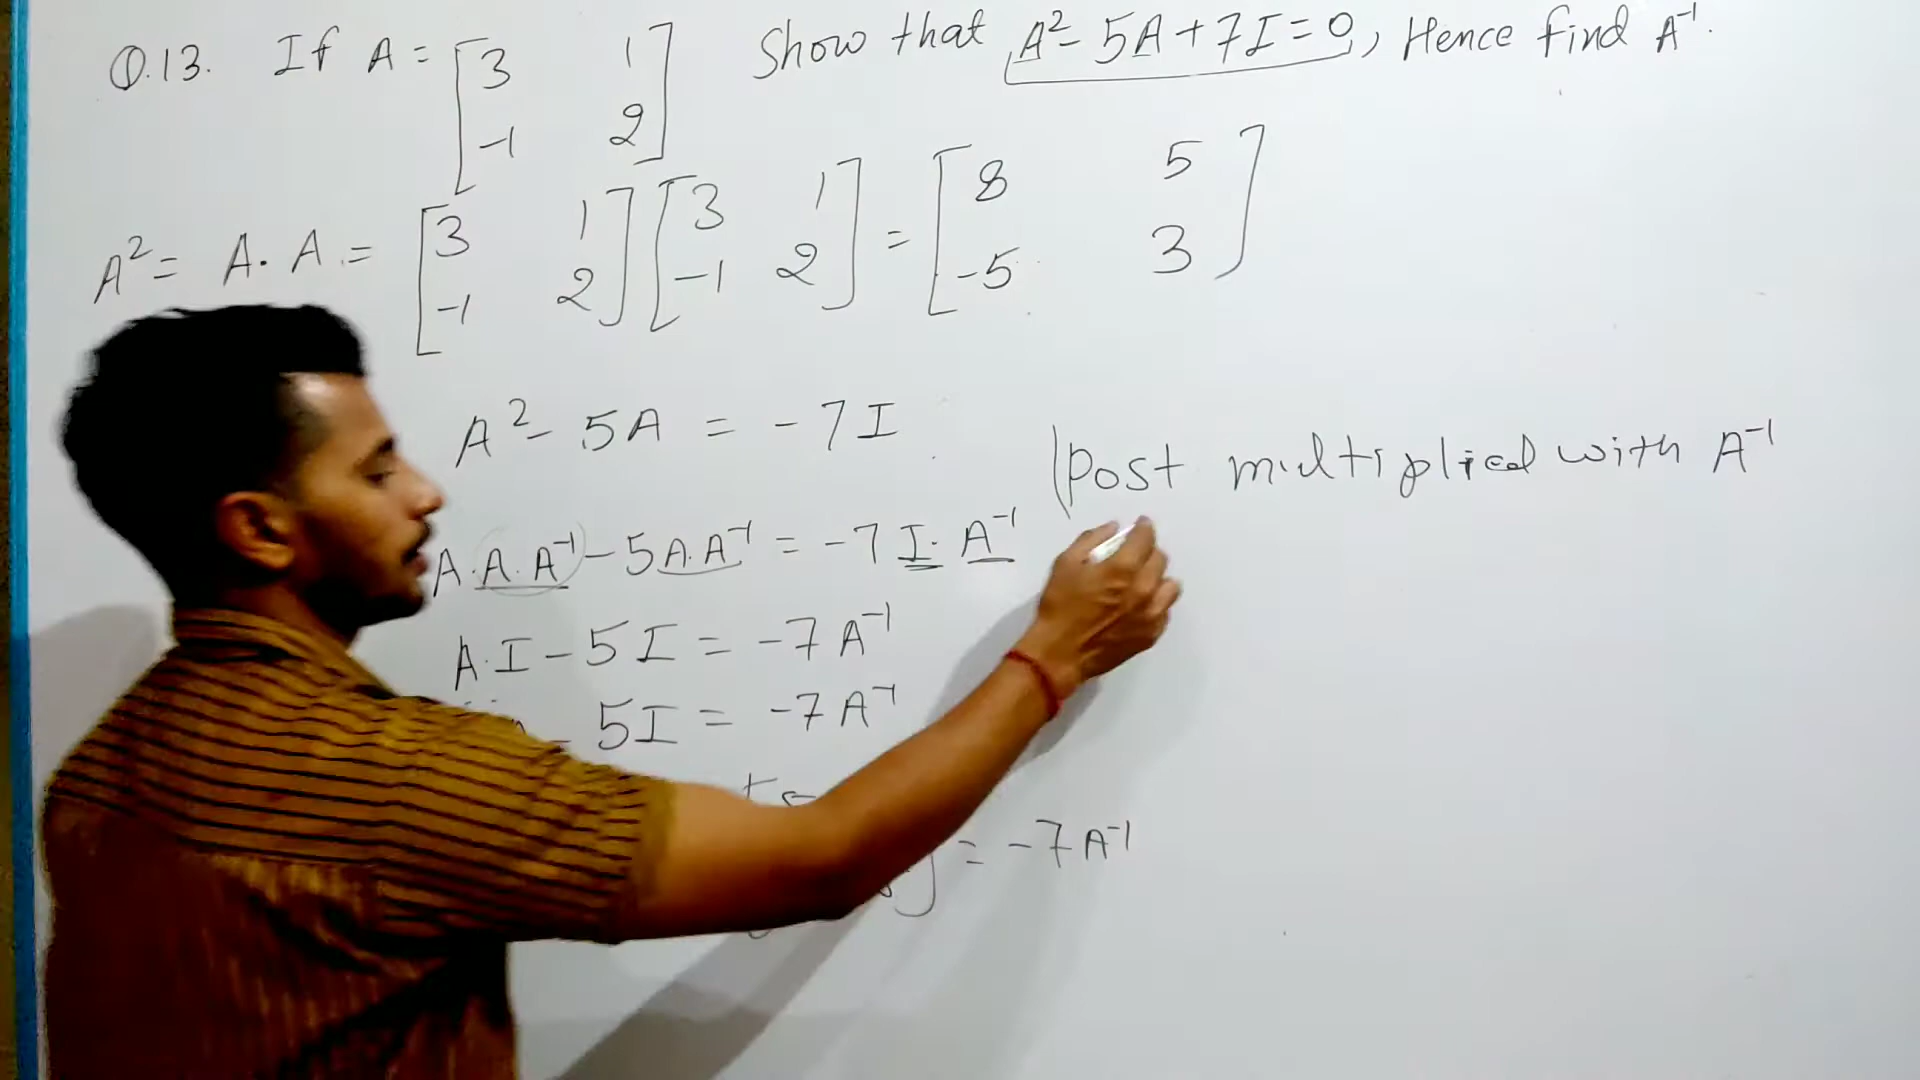 Q.13. If A = [3 1 -1 2] Show that A² - 5A + 7I = 0, Hence find A⁻¹.
A² = A. A = [3 1 -1 2] [3 1 -1 2] = [8 5 -5 3]
A² - 5A = -7I (Post multiplied with A⁻¹
A.A.A⁻¹ - 5A.A⁻¹ = -7I. A⁻¹
A.I - 5I = -7A⁻¹
- 5I = -7A⁻¹
] = -7A⁻¹